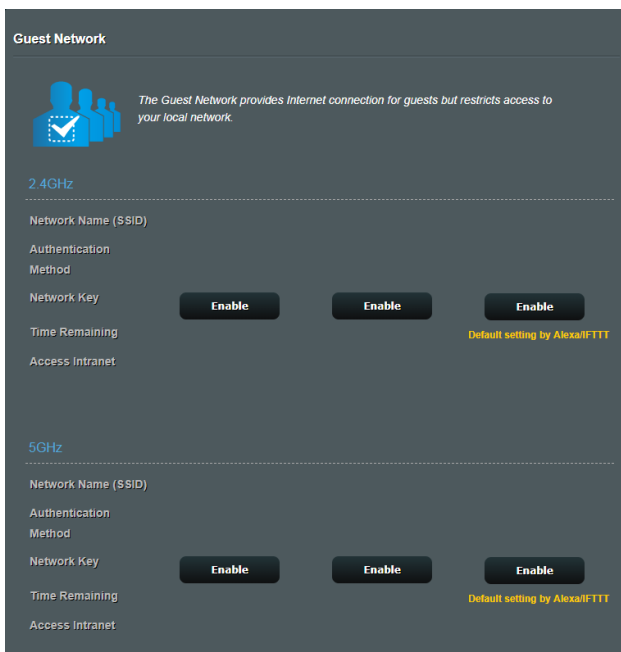 Guest Network
The Guest Network provides Internet connection for guests but restricts access to
your local network.
2.4GHz
Network Name (SSID)
Authentication
Method
Network Key
Enable Enable Enable
Time Remaining
Default setting by Alexa/IFTTT
Access Intranet
5GHz
Network Name (SSID)
Authentication
Method
Network Key
Enable Enable Enable
Time Remaining
Default setting by Alexa/IFTTT
Access Intranet